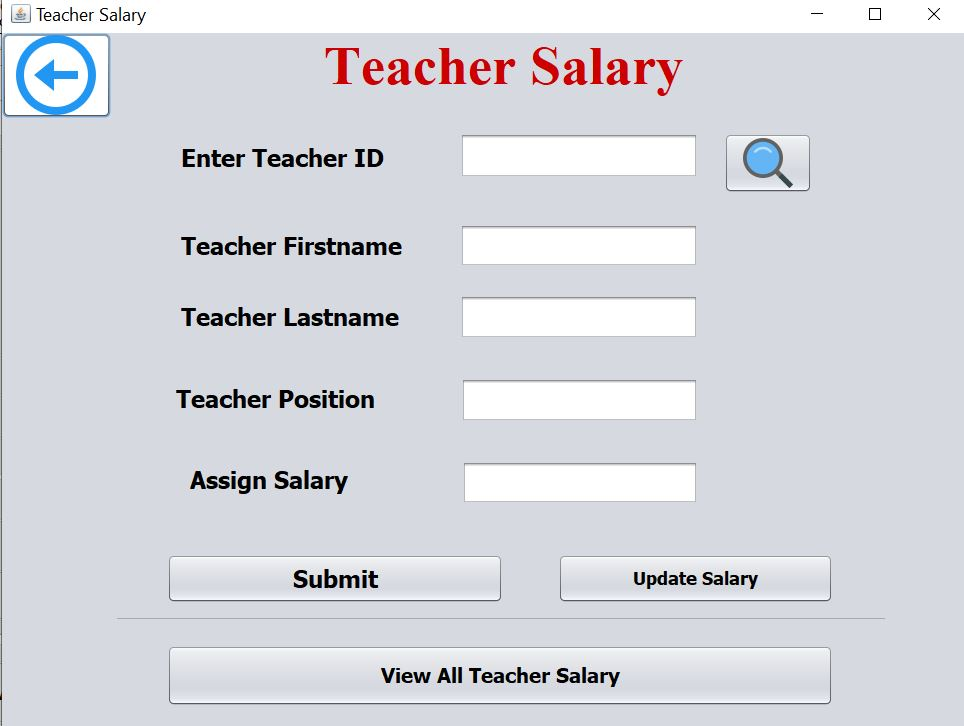 Teacher Salary
Teacher Salary
Enter Teacher ID
Teacher Firstname
Teacher Lastname
Teacher Position
Assign Salary
Submit
Update Salary
View All Teacher Salary